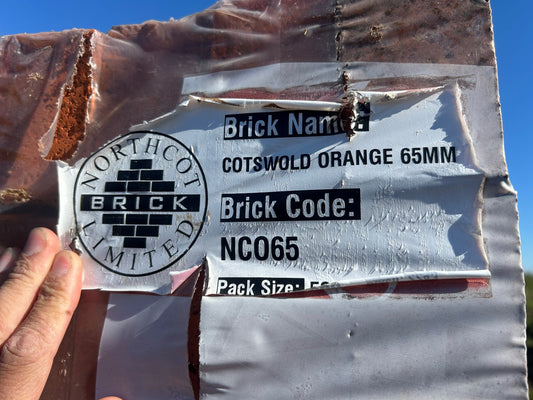 NORTHCOT
BRICK
LIMITED
Brick Name
COTSWOLD ORANGE 65MM
Brick Code:
NCO65
Pack Size: